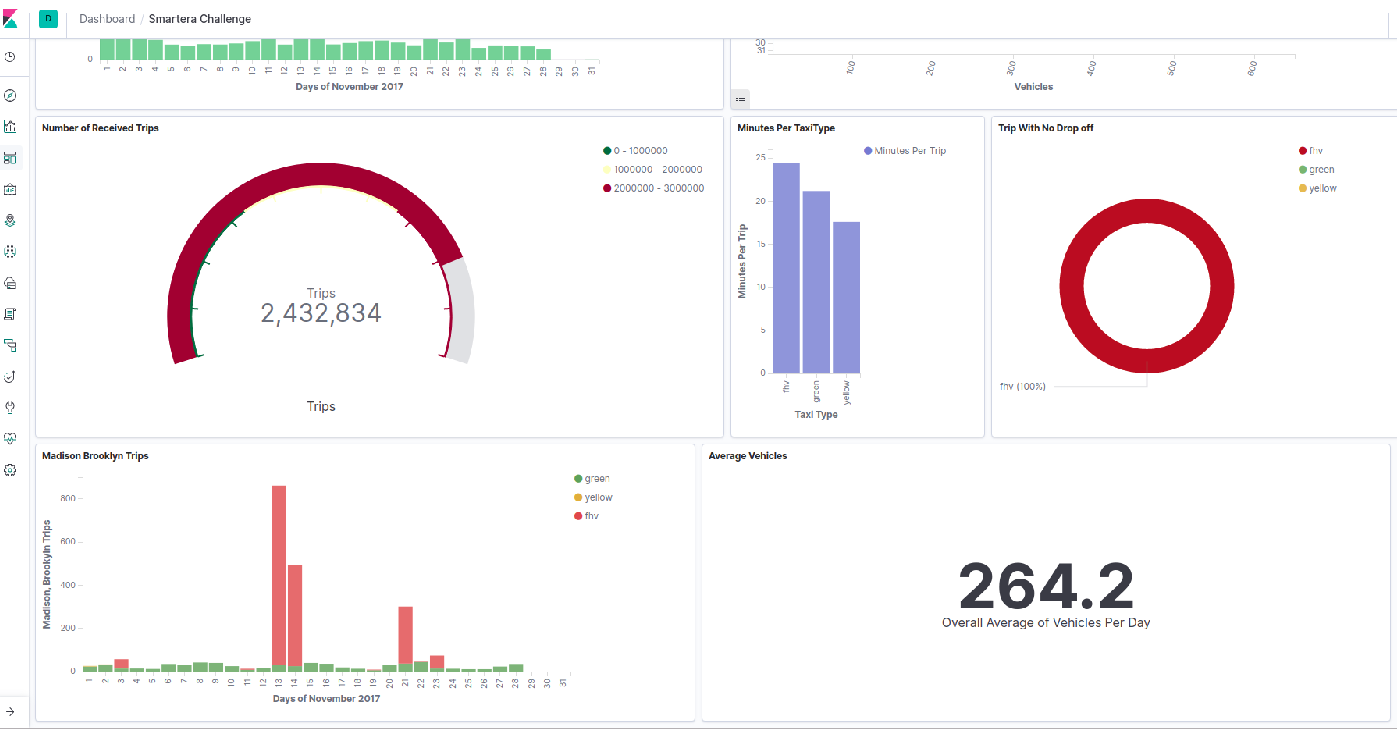 D Dashboard / Smartera Challenge
0
1 2 3 4 5 6 7 8 9 10 11 12 13 14 15 16 17 18 19 20 21 22 23 24 25 26 27 28 29 30 31
Days of November 2017
30
31
100 200 300 400 500 600
Vehicles
Number of Received Trips
0 - 1000000
1000000 - 2000000
2000000 - 3000000
Trips
2,432,834
Trips
Minutes Per TaxiType
Minutes Per Trip
25
20
15
10
5
0
Minutes Per Trip
fhv green yellow
Taxi Type
Trip With No Drop off
fhv
green
yellow
fhv (100%)
Madison Brooklyn Trips
green
yellow
fhv
800
600
400
200
0
Madison, Brookyln Trips
1 2 3 4 5 6 7 8 9 10 11 12 13 14 15 16 17 18 19 20 21 22 23 24 25 26 27 28 29 30 31
Days of November 2017
Average Vehicles
264.2
Overall Average of Vehicles Per Day